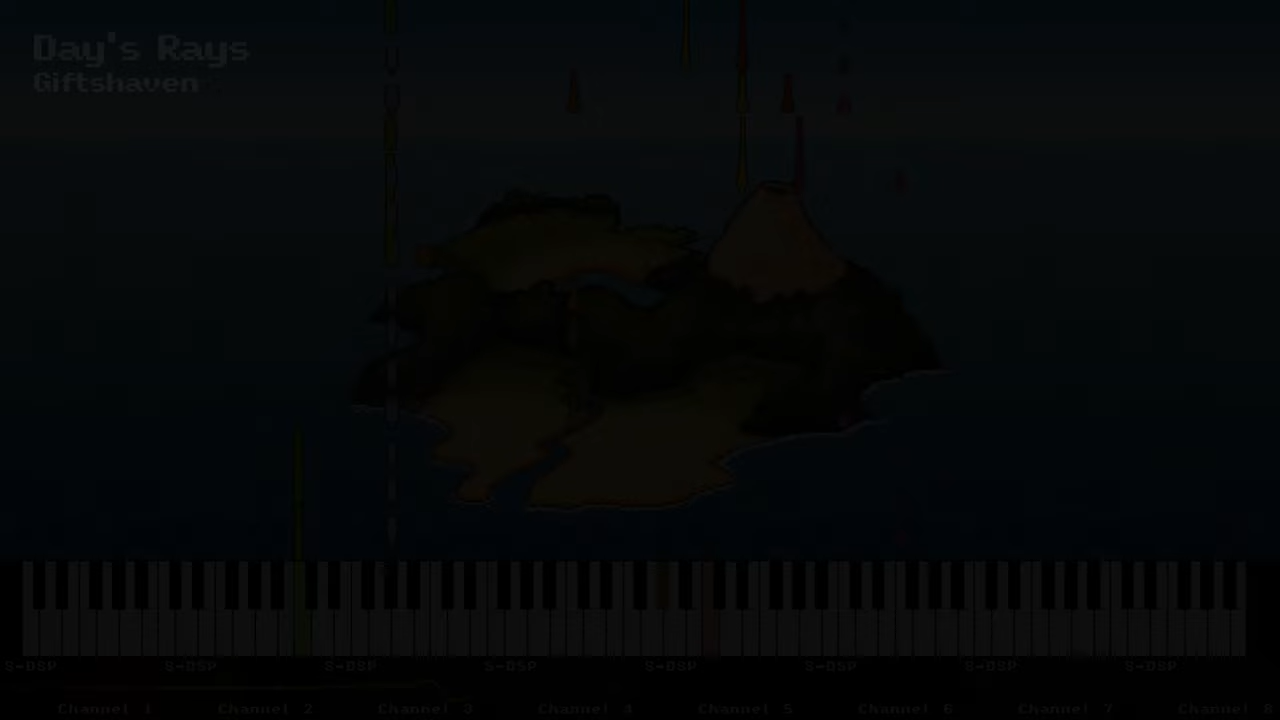 Day's Rays
Giftshaven
S-DSP S-DSP S-DSP S-DSP S-DSP S-DSP S-DSP S-DSP
Channel 1 Channel 2 Channel 3 Channel 4 Channel 5 Channel 6 Channel 7 Channel 8